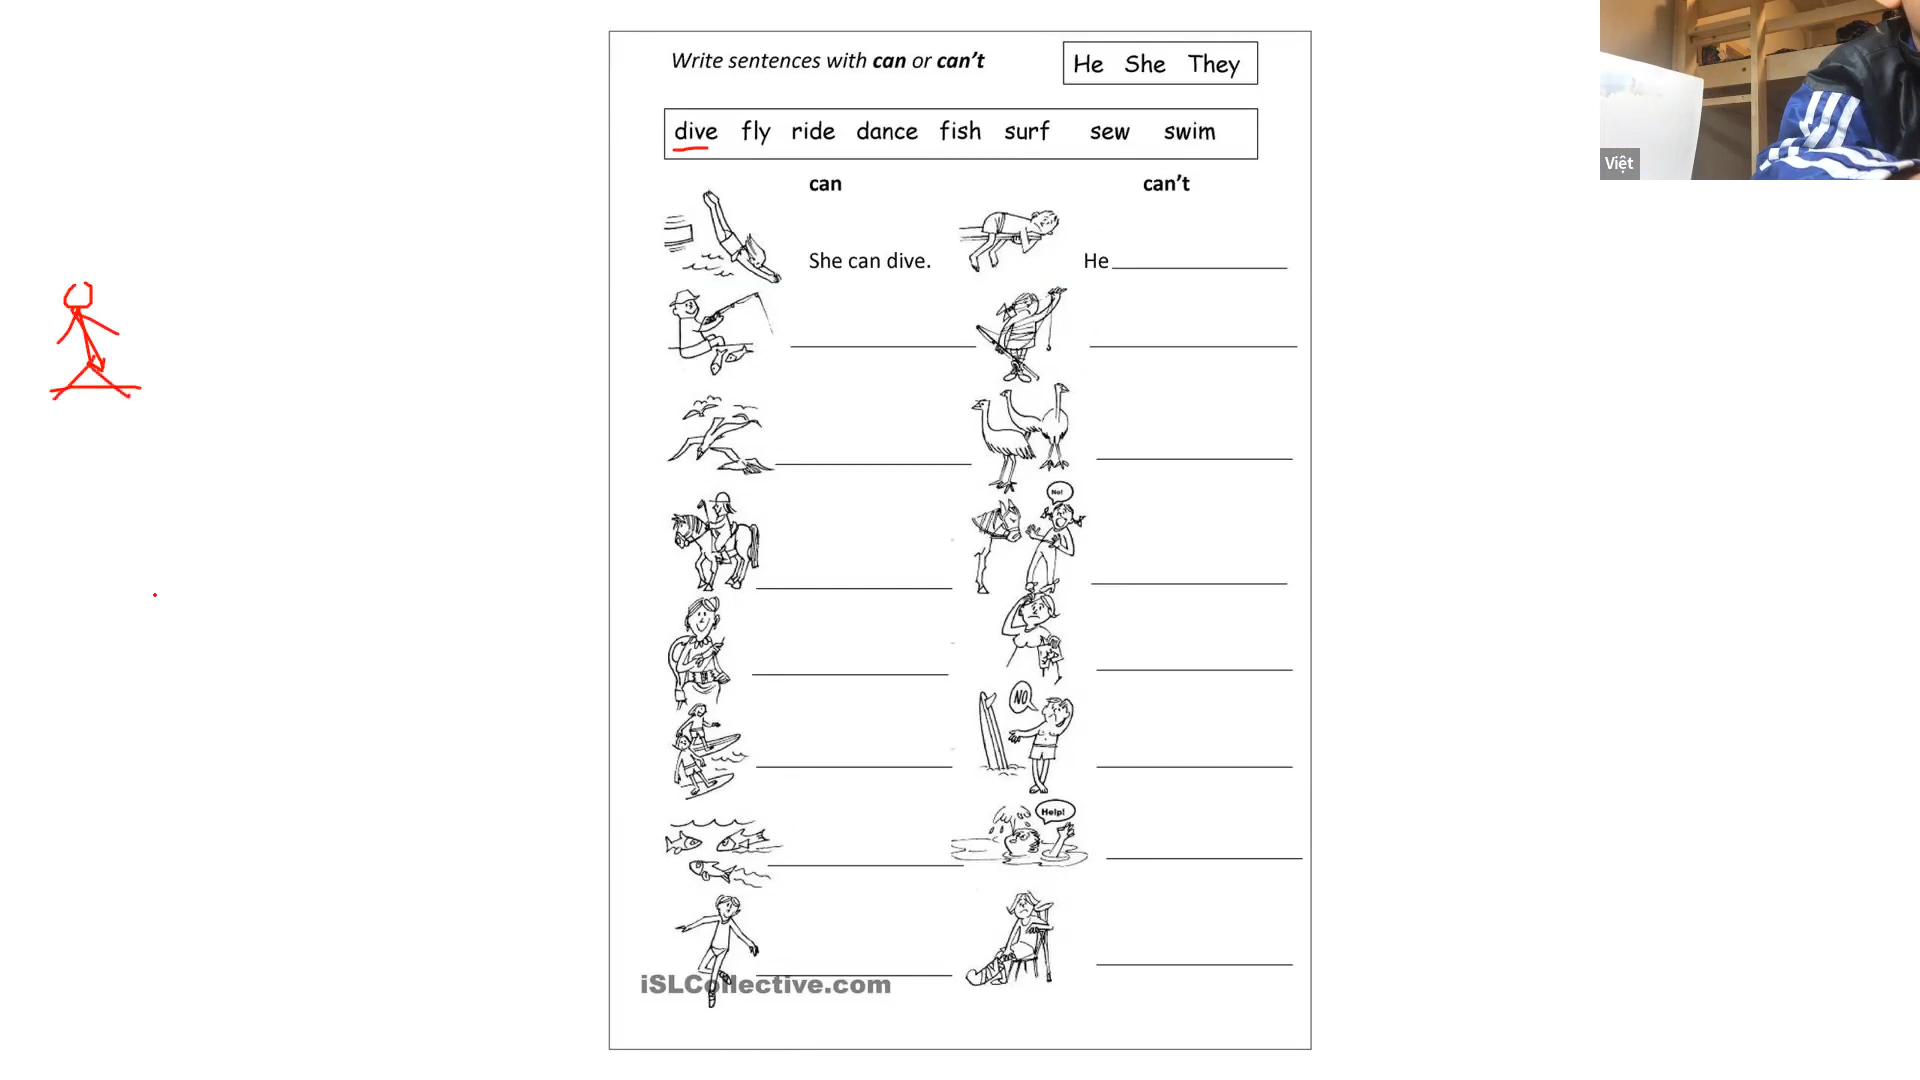 Write sentences with can or can't
He She They
dive fly ride dance fish surf sew swim
can can't
She can dive. He
No!
NO
Help!
iSLCollective.com
Việt